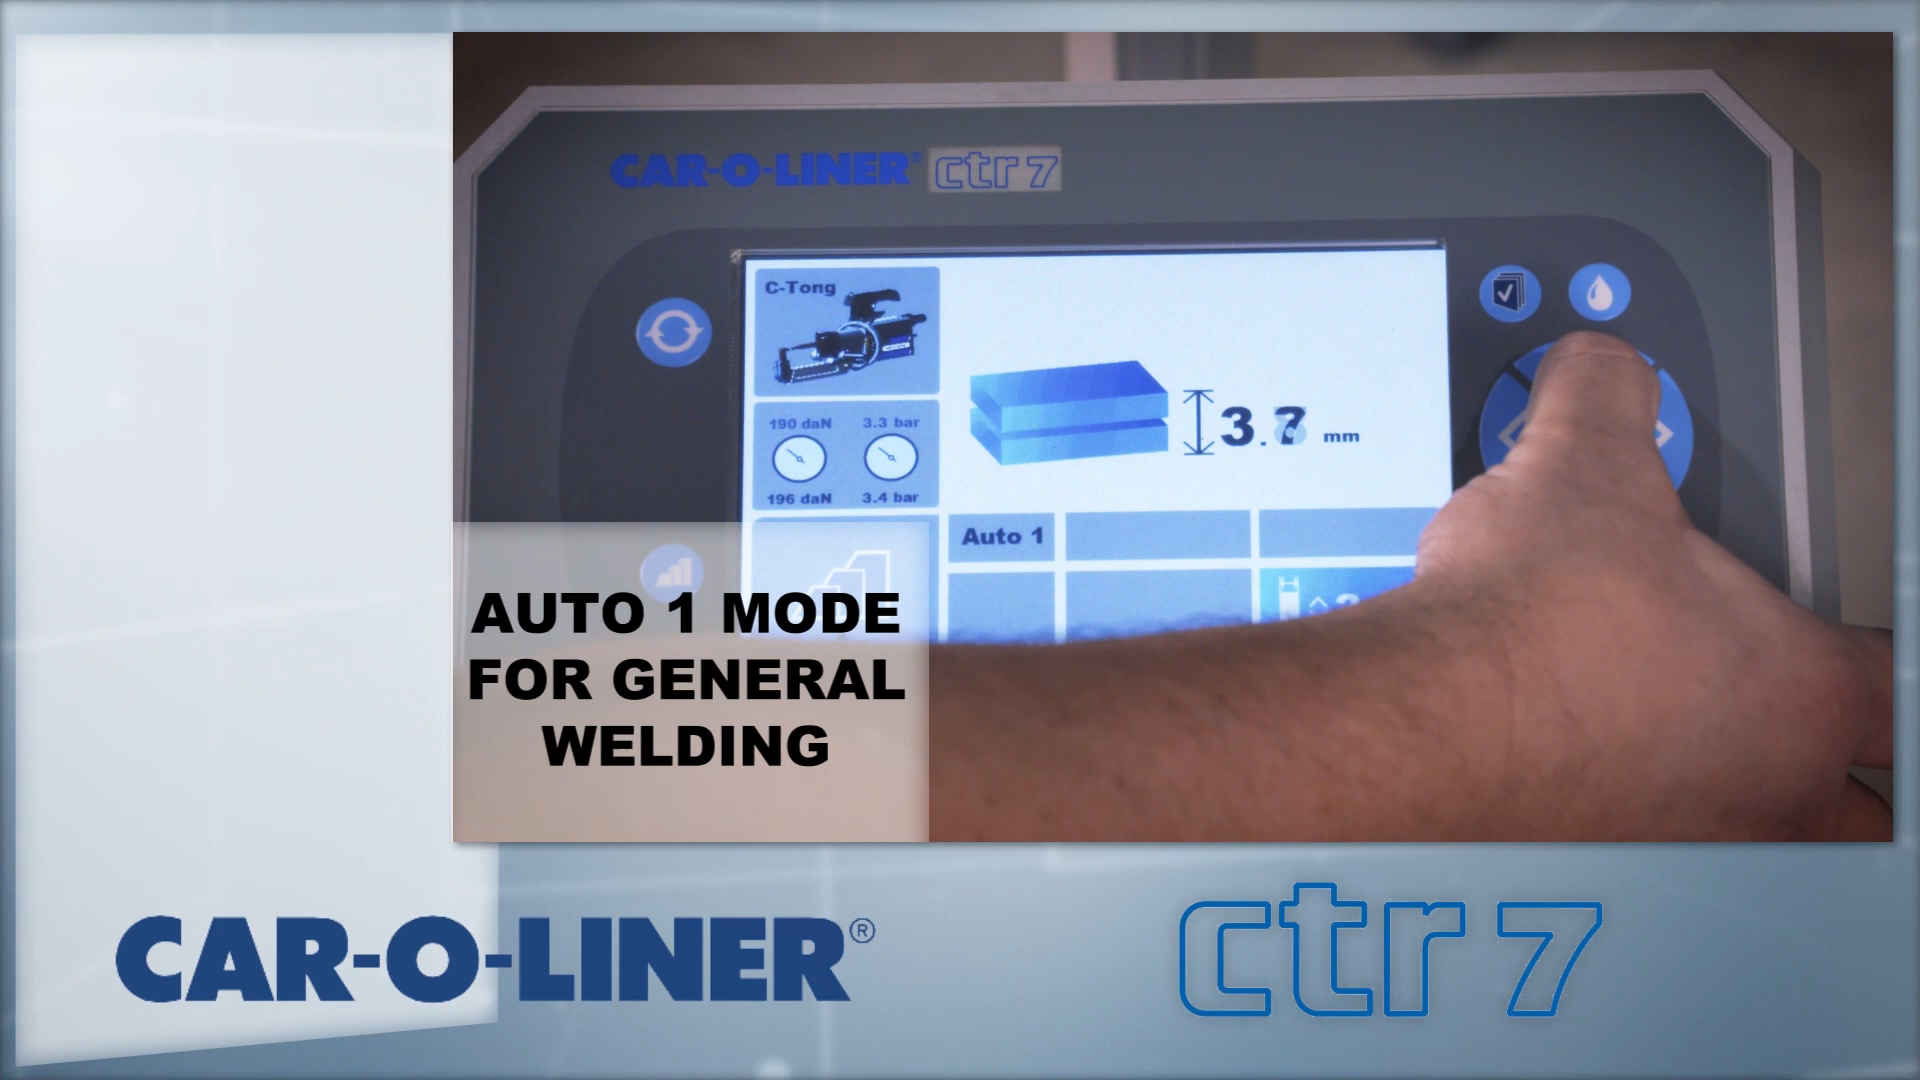 CAR-O-LINER® ctr 7
C-Tong
190 daN 3.3 bar
196 daN 3.4 bar
mm
Auto 1
AUTO 1 MODE
FOR GENERAL
WELDING
CAR-O-LINER®
ctr 7